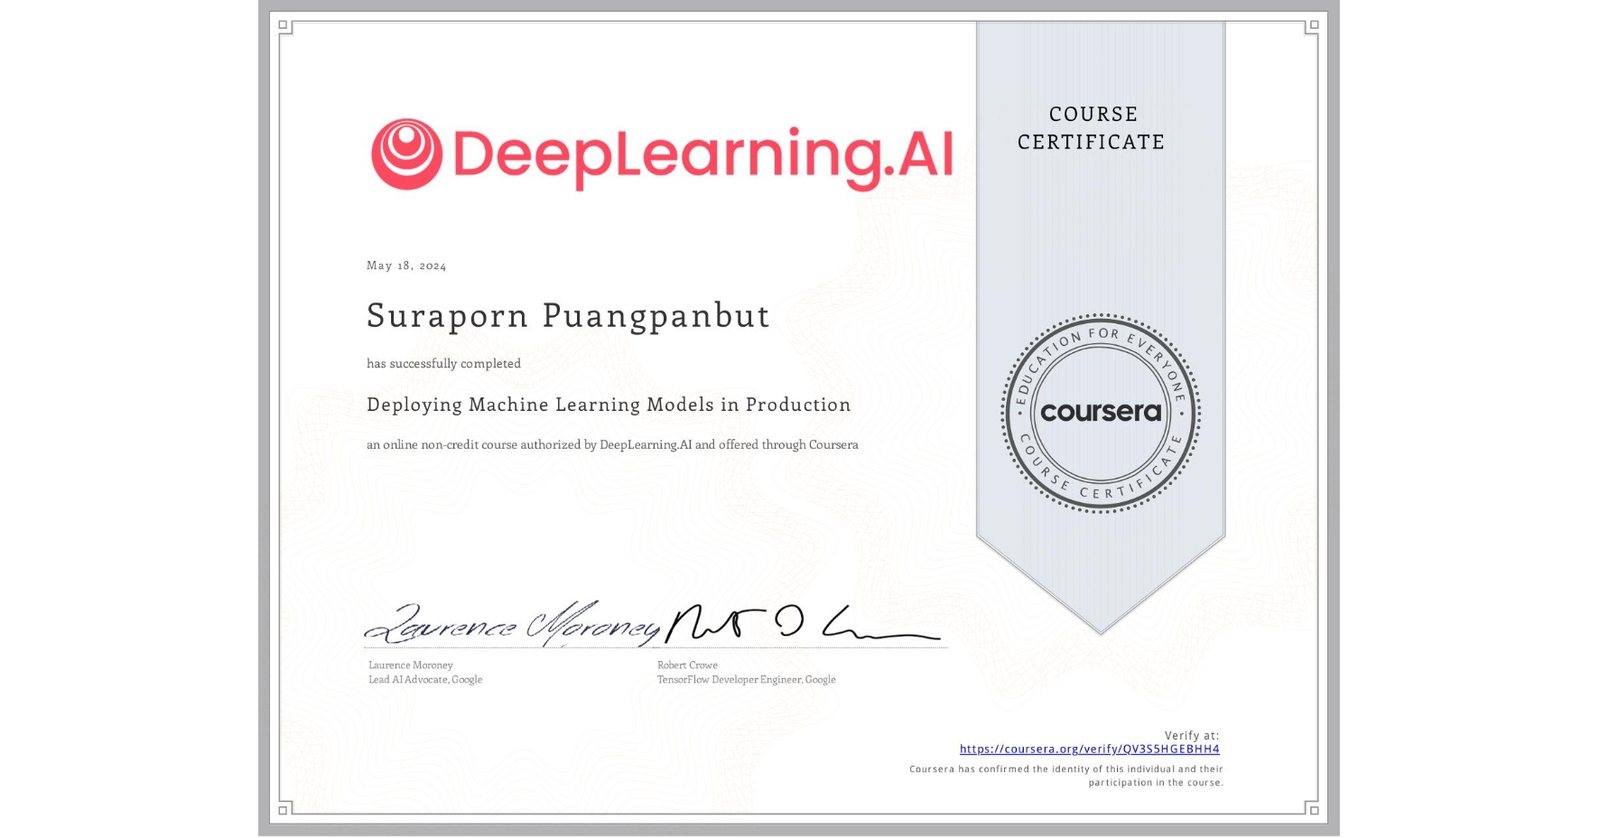 DeepLearning.AI
COURSE
CERTIFICATE
May 18, 2024
Suraporn Puangpanbut
has successfully completed
Deploying Machine Learning Models in Production
an online non-credit course authorized by DeepLearning.AI and offered through Coursera
EDUCATION FOR EVERYONE
coursera
COURSE CERTIFICATE
Laurence Moroney
Laurence Moroney
Lead AI Advocate, Google
Robert Crowe
TensorFlow Developer Engineer, Google
Verify at:
https://coursera.org/verify/QV3S5HGEBHH4
Coursera has confirmed the identity of this individual and their
participation in the course.